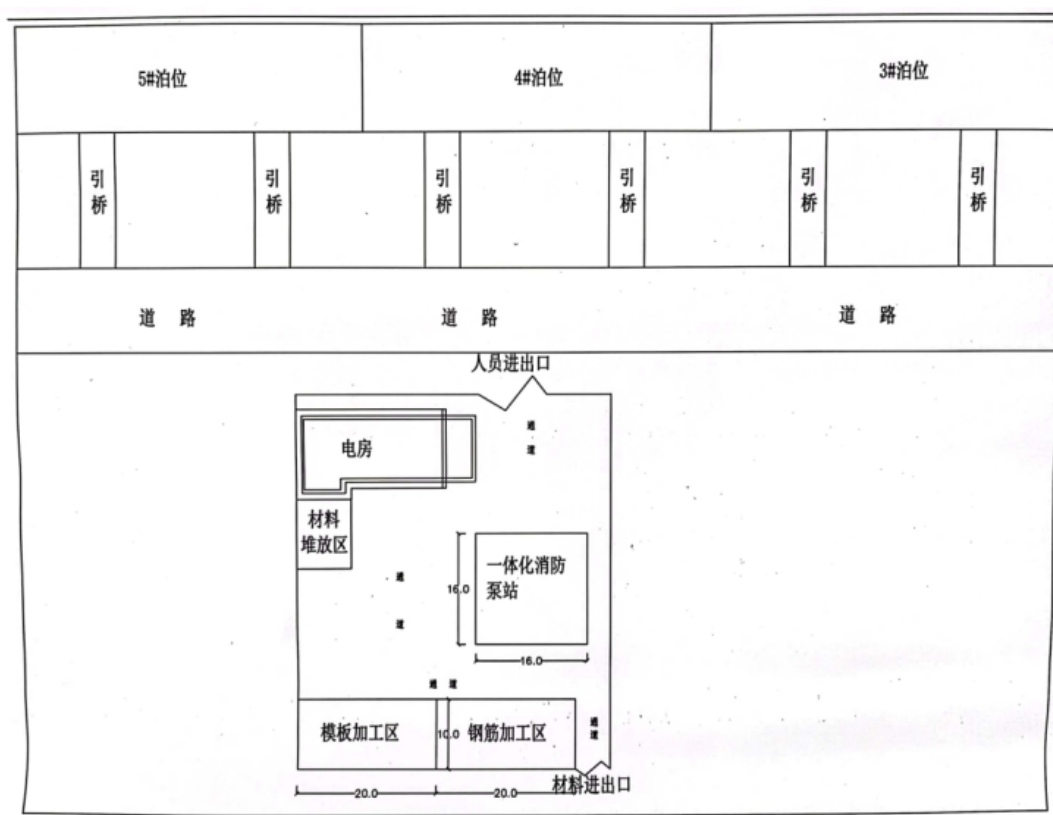 5#泊位
4#泊位
3#泊位
引桥
引桥
引桥
引桥
引桥
引桥
道 路
道 路
道 路
人员进出口
通道
电房
材料
堆放区
一体化消防
泵站
16.0
16.0
通道
通道
模板加工区
10.0
钢筋加工区
通道
材料进出口
20.0
20.0